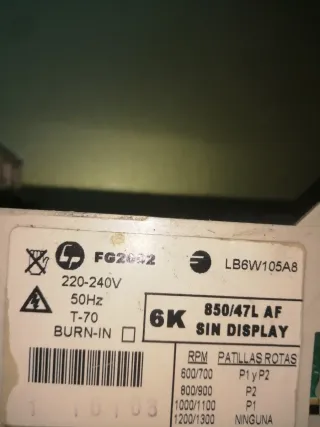 FG2002
LB6W105A8
220-240V
50Hz
T-70
BURN-IN
6K
850/47L AF
SIN DISPLAY
RPM PATILLAS ROTAS
600/700 P1 y P2
800/900 P2
1000/1100 P1
1200/1300 NINGUNA